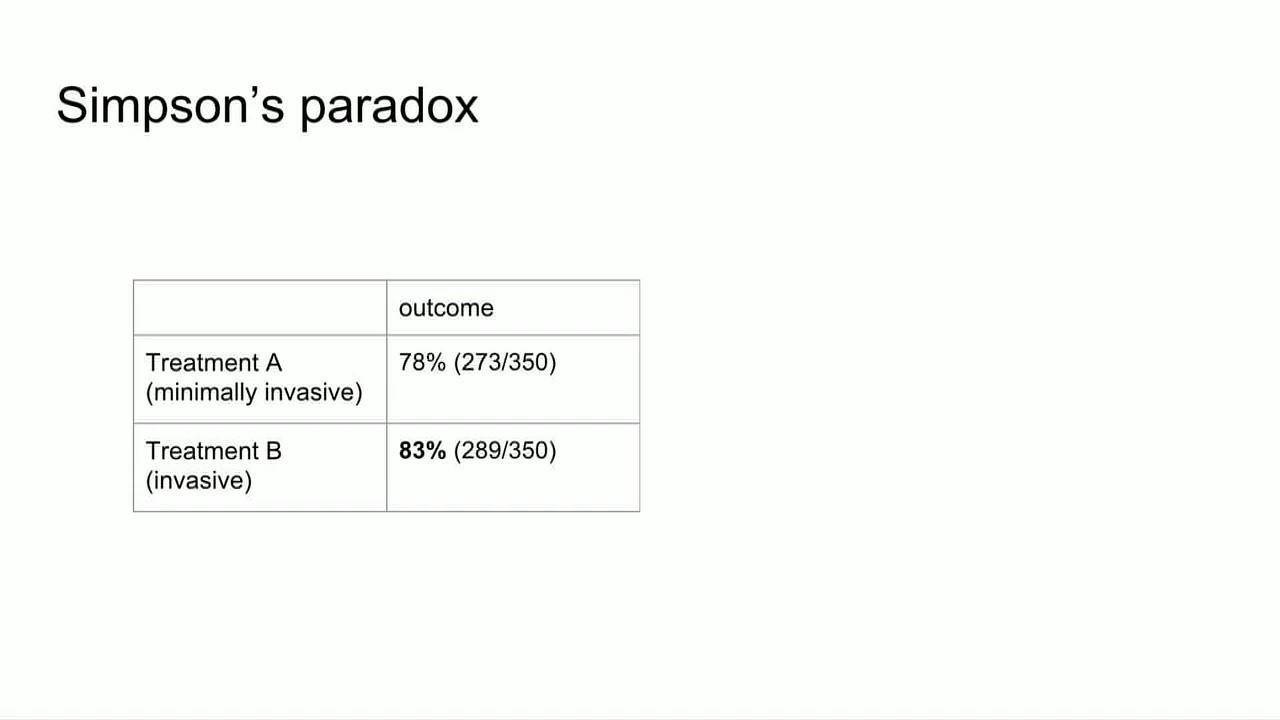 Simpson’s paradox
outcome
Treatment A
(minimally invasive)
78% (273/350)
Treatment B
(invasive)
83% (289/350)